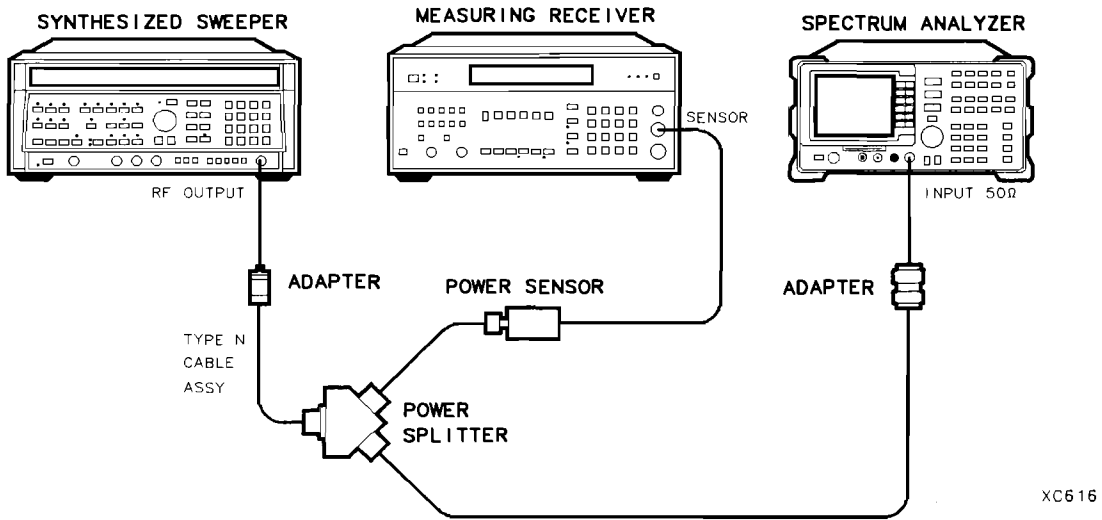 SYNTHESIZED SWEEPER
MEASURING RECEIVER
SPECTRUM ANALYZER
SENSOR
RF OUTPUT
INPUT 50Ω
ADAPTER
POWER SENSOR
ADAPTER
TYPE N
CABLE
ASSY
POWER
SPLITTER
XC616